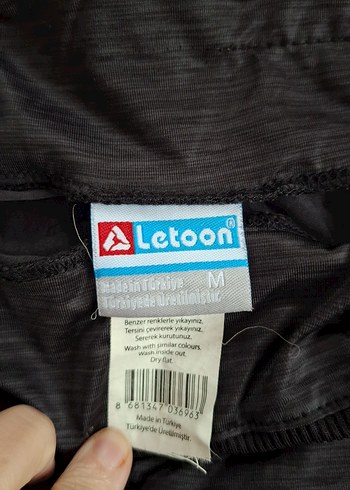 Letoon®
Made in Türkiye M
Türkiye'de Üretilmiştir.
Benzer renklerle yıkayınız.
Tersini çevirerek yıkayınız.
Sererek kurutunuz.
Wash with similar colours.
Wash inside out.
Dry flat.
8 681347 036963
Made in Türkiye
Türkiye'de Üretilmiştir.